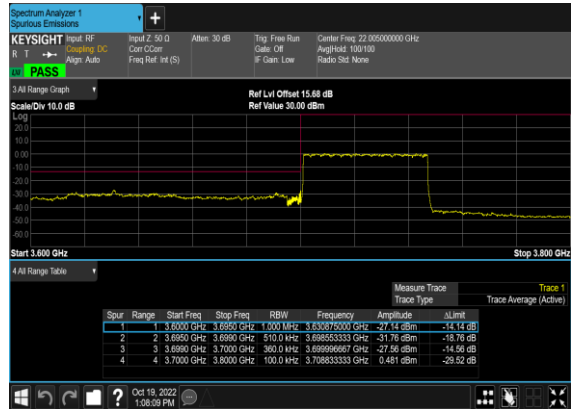 Spectrum Analyzer 1
Spurious Emissions
+
KEYSIGHT Input: RF Input Z: 50 Ω Atten: 30 dB Trig: Free Run Center Freq: 22.005000000 GHz
R T Coupling: DC Corr CCorr Gate: Off Avg|Hold: 100/100
Align: Auto Freq Ref: Int (S) IF Gain: Low Radio Std: None
PASS
3 All Range Graph
Ref Lvl Offset 15.68 dB
Scale/Div 10.0 dB Ref Value 30.00 dBm
Log
20.0
10.0
0.00
-10.0
-20.0
-30.0
-40.0
-50.0
-60.0
Start 3.600 GHz Stop 3.800 GHz
4 All Range Table
Measure Trace Trace 1
Trace Type Trace Average (Active)
Spur Range Start Freq Stop Freq RBW Frequency Amplitude ΔLimit
1 1 3.6000 GHz 3.6950 GHz 1.000 MHz 3.630875000 GHz -27.14 dBm -14.14 dB
2 2 3.6950 GHz 3.6990 GHz 510.0 kHz 3.698553333 GHz -31.76 dBm -18.76 dB
3 3 3.6990 GHz 3.7000 GHz 360.0 kHz 3.699996667 GHz -27.56 dBm -14.56 dB
4 4 3.7000 GHz 3.8000 GHz 100.0 kHz 3.708833333 GHz 0.481 dBm -29.52 dB
? Oct 19, 2022
1:08:09 PM